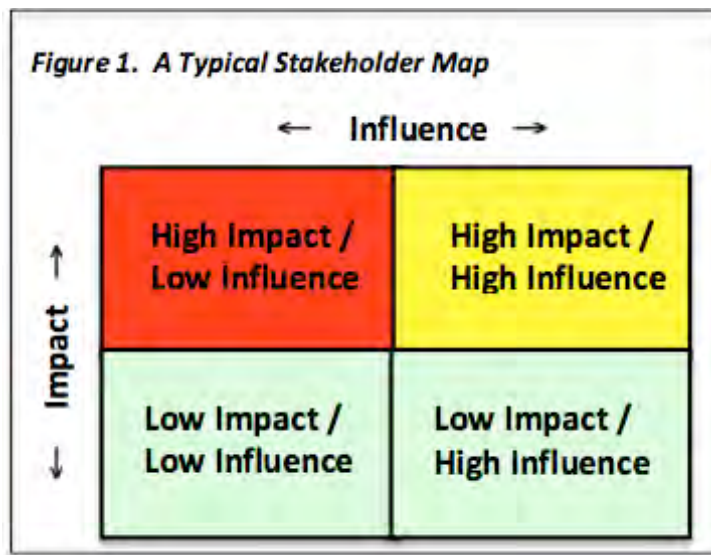 Figure 1. A Typical Stakeholder Map
← Influence →
High Impact /
Low Influence
High Impact /
High Influence
← Impact →
Low Impact /
Low Influence
Low Impact /
High Influence